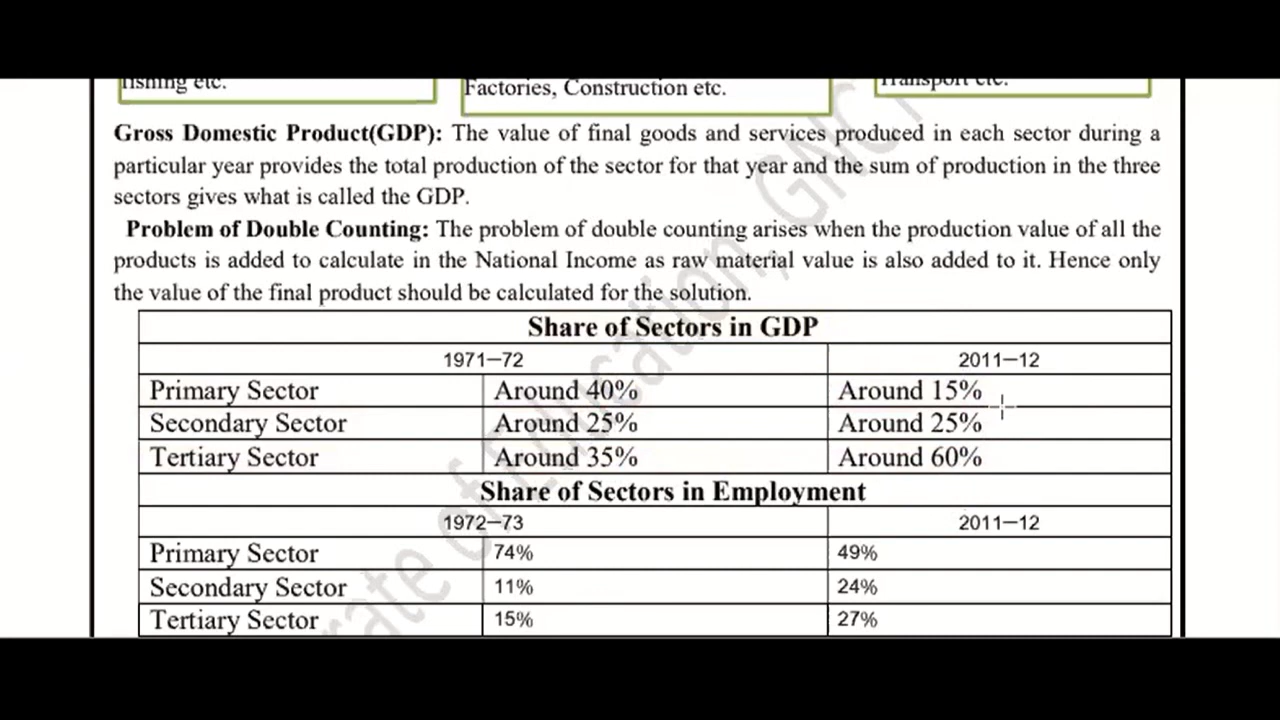 fishing etc.
Factories, Construction etc.
Transport etc.
Gross Domestic Product(GDP): The value of final goods and services produced in each sector during a
particular year provides the total production of the sector for that year and the sum of production in the three
sectors gives what is called the GDP.
Problem of Double Counting: The problem of double counting arises when the production value of all the
products is added to calculate in the National Income as raw material value is also added to it. Hence only
the value of the final product should be calculated for the solution.
Share of Sectors in GDP
1971–72 2011–12
Primary Sector Around 40% Around 15%
Secondary Sector Around 25% Around 25%
Tertiary Sector Around 35% Around 60%
Share of Sectors in Employment
1972–73 2011–12
Primary Sector 74% 49%
Secondary Sector 11% 24%
Tertiary Sector 15% 27%